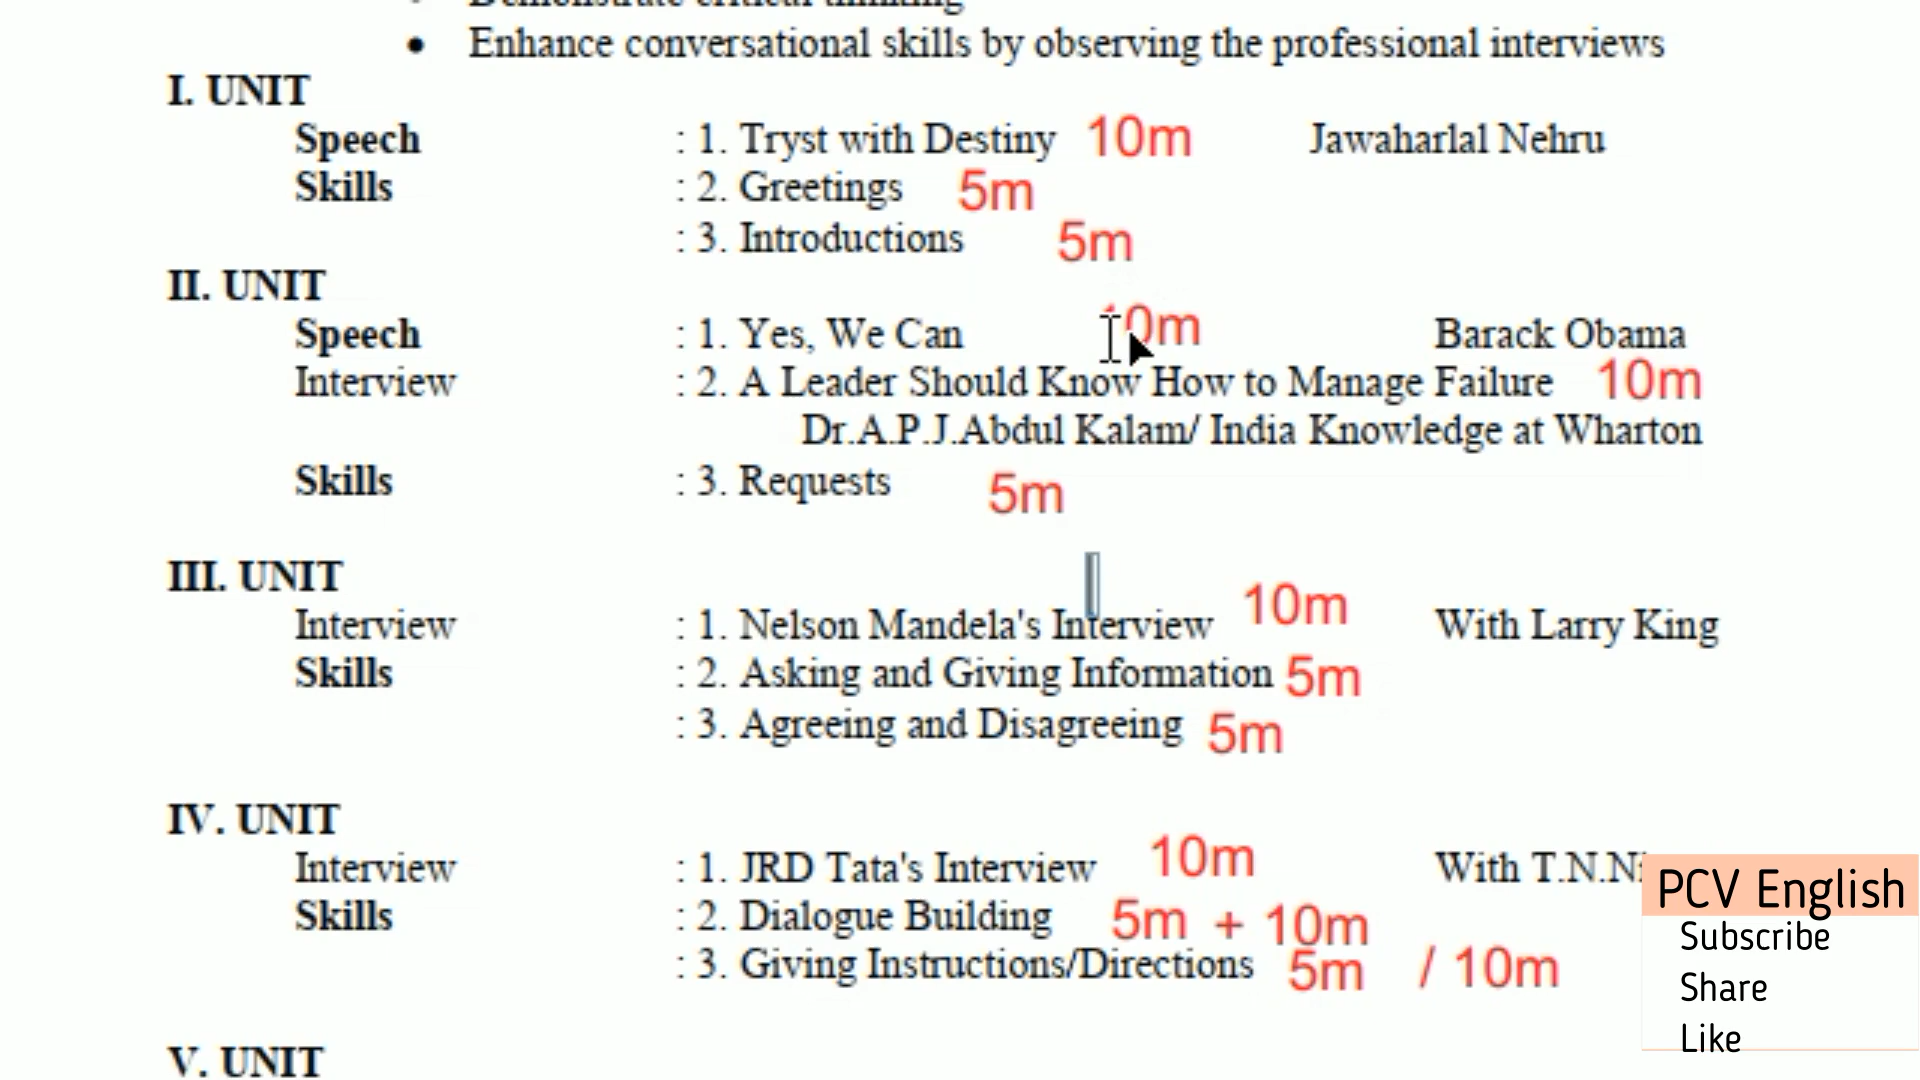 • Enhance conversational skills by observing the professional interviews
I. UNIT
Speech : 1. Tryst with Destiny 10m Jawaharlal Nehru
Skills : 2. Greetings 5m
: 3. Introductions 5m
II. UNIT
Speech : 1. Yes, We Can 10m Barack Obama
Interview : 2. A Leader Should Know How to Manage Failure 10m
Dr.A.P.J.Abdul Kalam/ India Knowledge at Wharton
Skills : 3. Requests 5m
III. UNIT
Interview : 1. Nelson Mandela's Interview 10m With Larry King
Skills : 2. Asking and Giving Information 5m
: 3. Agreeing and Disagreeing 5m
IV. UNIT
Interview : 1. JRD Tata's Interview 10m With
Skills : 2. Dialogue Building 5m + 10m
: 3. Giving Instructions/Directions 5m / 10m
V. UNIT
PCV English
Subscribe
Share
Like